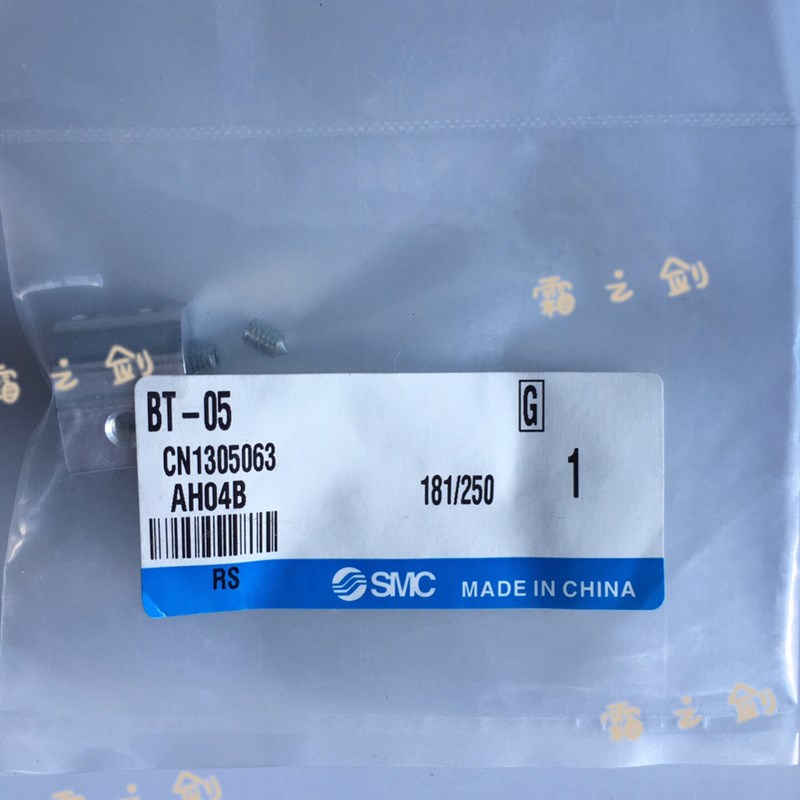 霜之剑
霜之剑
BT-05
G
CN1305063
AH04B
181/250
1
RS
SMC
MADE IN CHINA
霜之剑
霜之剑